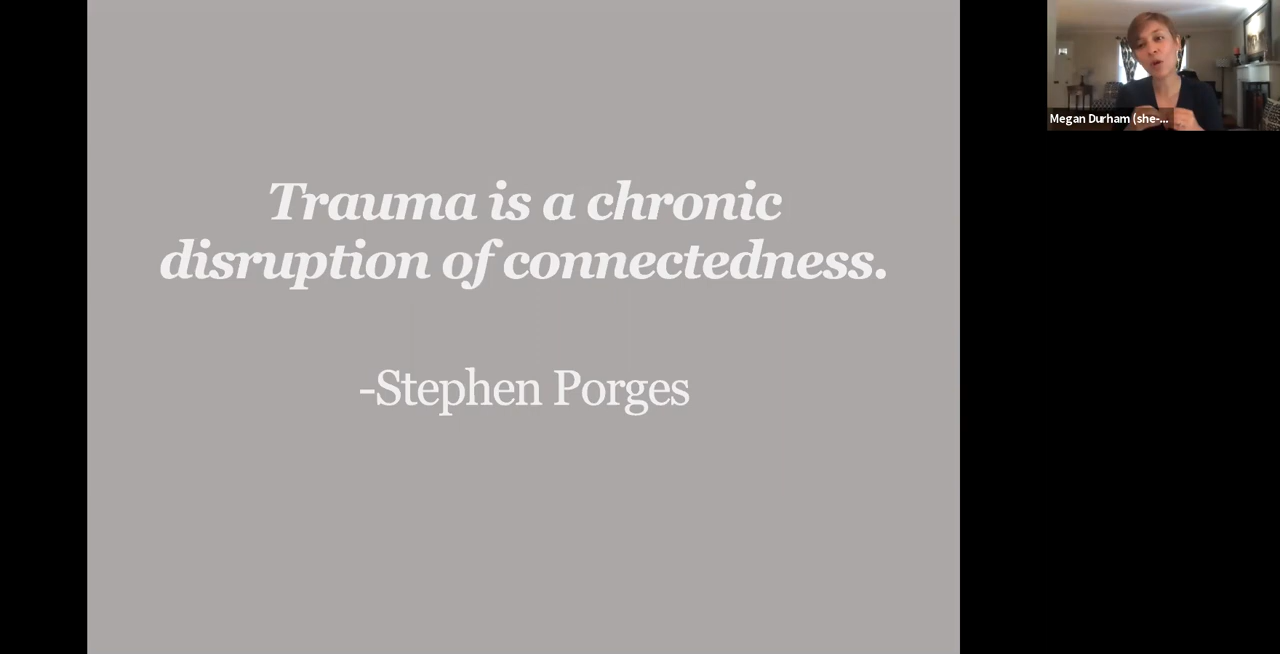 Trauma is a chronic
disruption of connectedness.
-Stephen Porges
Megan Durham (she-...